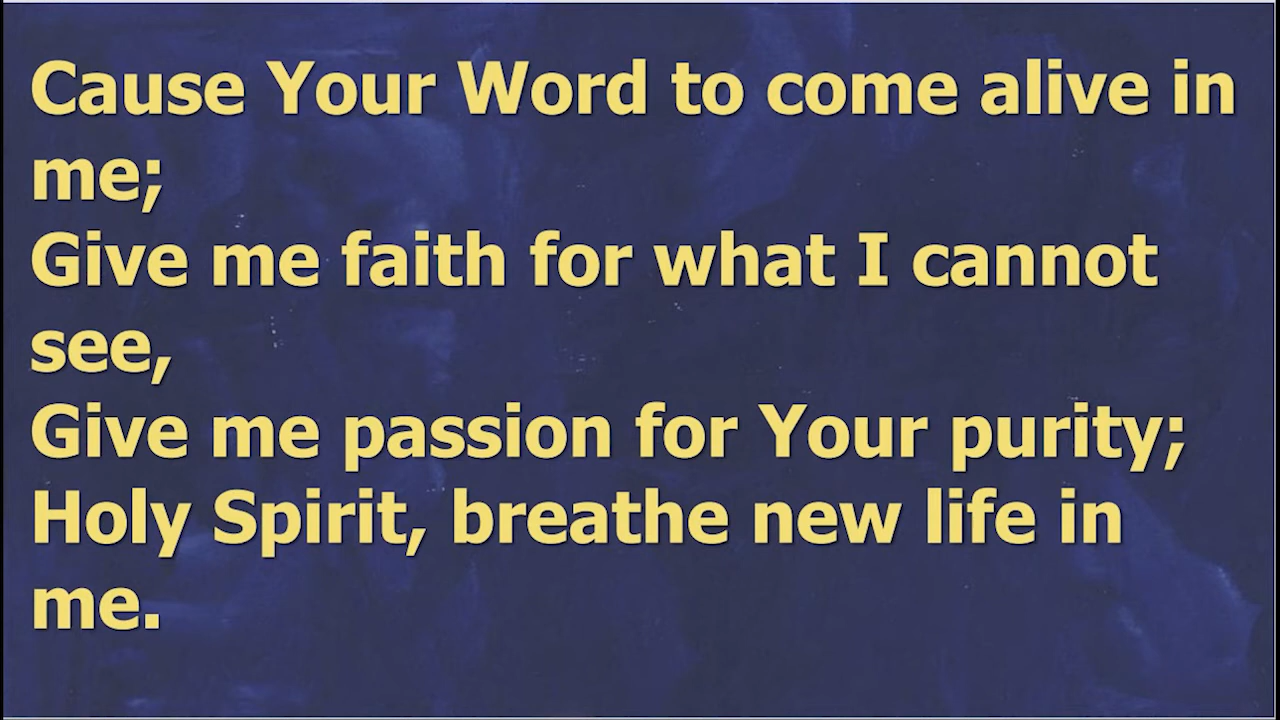 Cause Your Word to come alive in
me;
Give me faith for what I cannot
see,
Give me passion for Your purity;
Holy Spirit, breathe new life in
me.